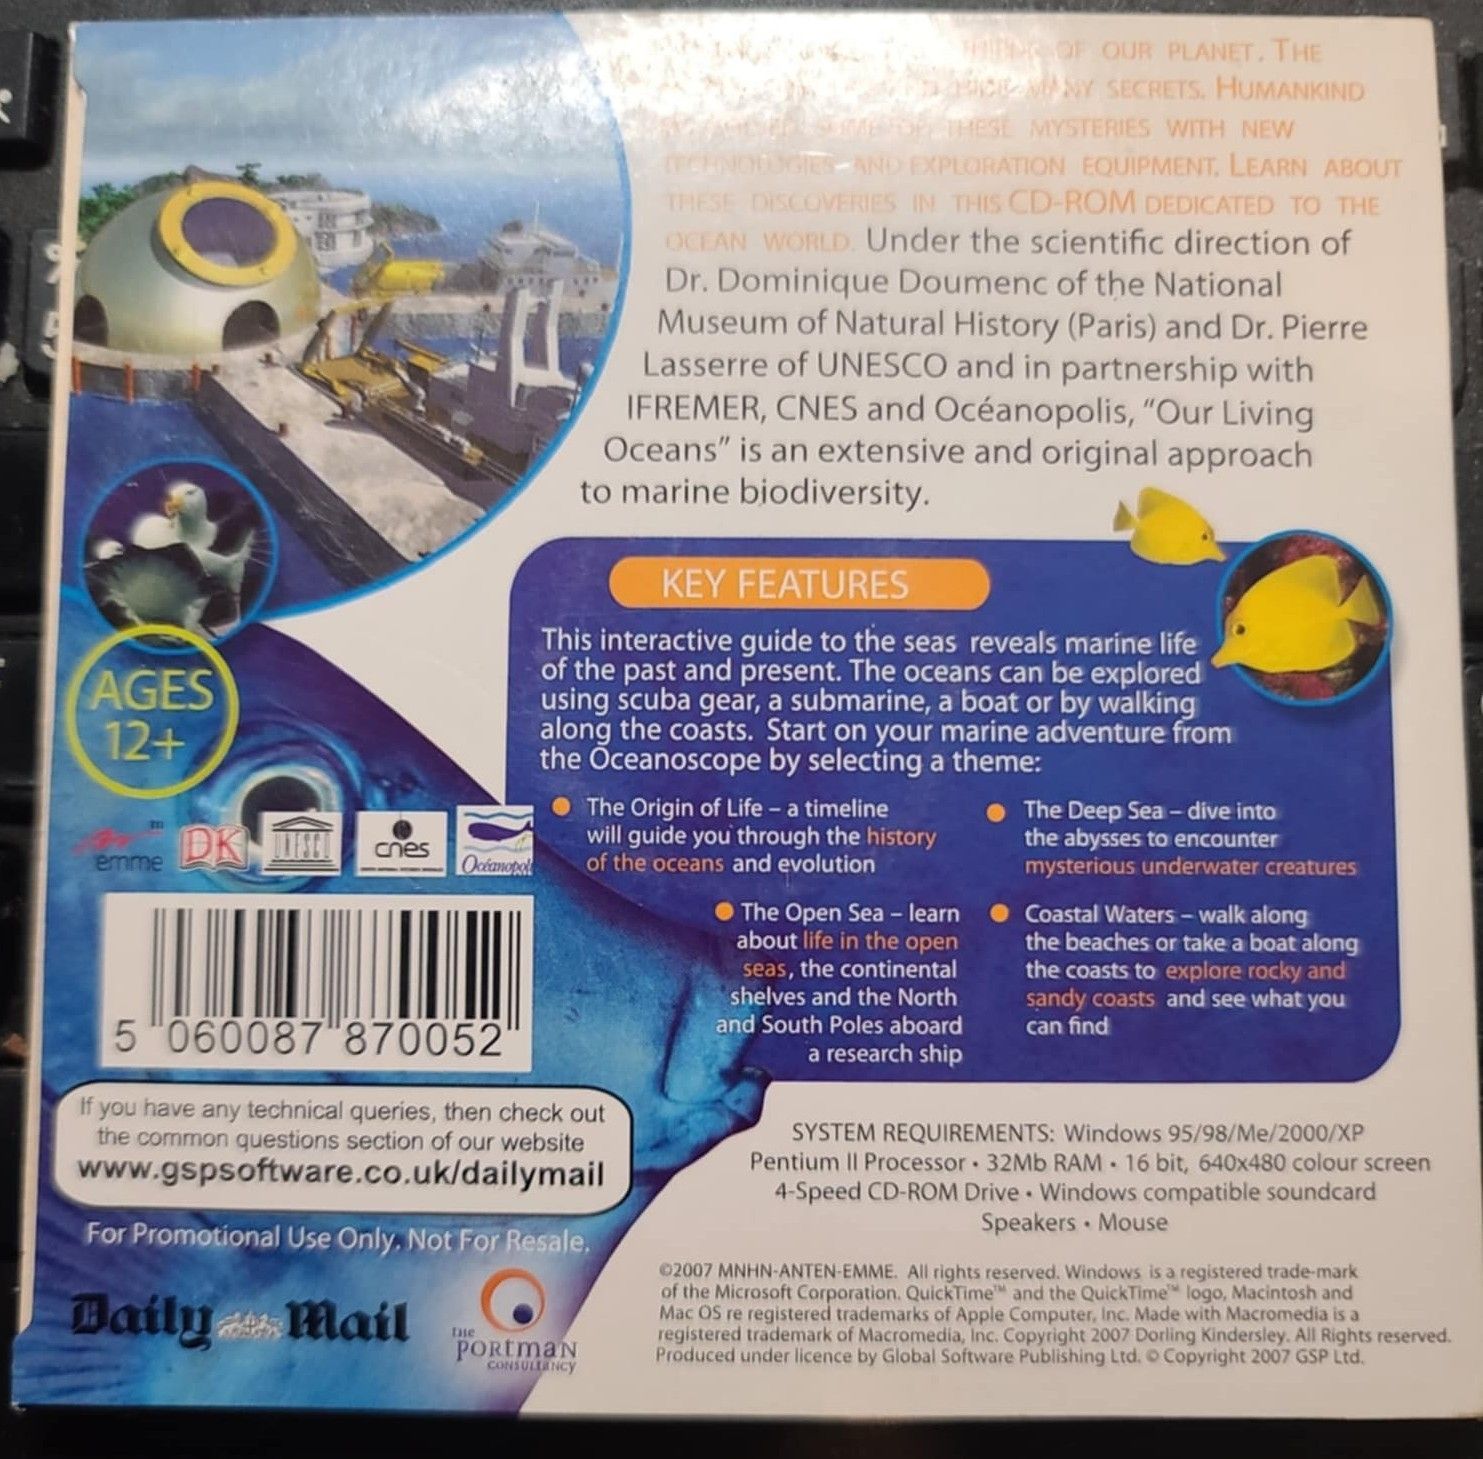 OF OUR PLANET. THE
MANY SECRETS. HUMANKIND
SOME OF THESE MYSTERIES WITH NEW
TECHNOLOGIES AND EXPLORATION EQUIPMENT. LEARN ABOUT
THESE DISCOVERIES IN THIS CD-ROM DEDICATED TO THE
OCEAN WORLD. Under the scientific direction of
Dr. Dominique Doumenc of the National
Museum of Natural History (Paris) and Dr. Pierre
Lasserre of UNESCO and in partnership with
IFREMER, CNES and Océanopolis, “Our Living
Oceans” is an extensive and original approach
to marine biodiversity.
KEY FEATURES
This interactive guide to the seas reveals marine life
of the past and present. The oceans can be explored
using scuba gear, a submarine, a boat or by walking
along the coasts. Start on your marine adventure from
the Oceanoscope by selecting a theme:
The Origin of Life – a timeline
will guide you through the history
of the oceans and evolution
The Deep Sea – dive into
the abysses to encounter
mysterious underwater creatures
The Open Sea – learn
about life in the open
seas, the continental
shelves and the North
and South Poles aboard
a research ship
Coastal Waters – walk along
the beaches or take a boat along
the coasts to explore rocky and
sandy coasts and see what you
can find
AGES
12+
emme
DK
UNESCO
cnes
Océanopoli
5 060087 870052
If you have any technical queries, then check out
the common questions section of our website
www.gspsoftware.co.uk/dailymail
For Promotional Use Only. Not For Resale.
Daily Mail
THE
PORTMAN
CONSULTANCY
SYSTEM REQUIREMENTS: Windows 95/98/Me/2000/XP
Pentium II Processor • 32Mb RAM • 16 bit, 640x480 colour screen
4-Speed CD-ROM Drive • Windows compatible soundcard
Speakers • Mouse
©2007 MNHN-ANTEN-EMME. All rights reserved. Windows is a registered trade-mark
of the Microsoft Corporation. QuickTime™ and the QuickTime™ logo, Macintosh and
Mac OS re registered trademarks of Apple Computer, Inc. Made with Macromedia is a
registered trademark of Macromedia, Inc. Copyright 2007 Dorling Kindersley. All Rights reserved.
Produced under licence by Global Software Publishing Ltd. © Copyright 2007 GSP Ltd.